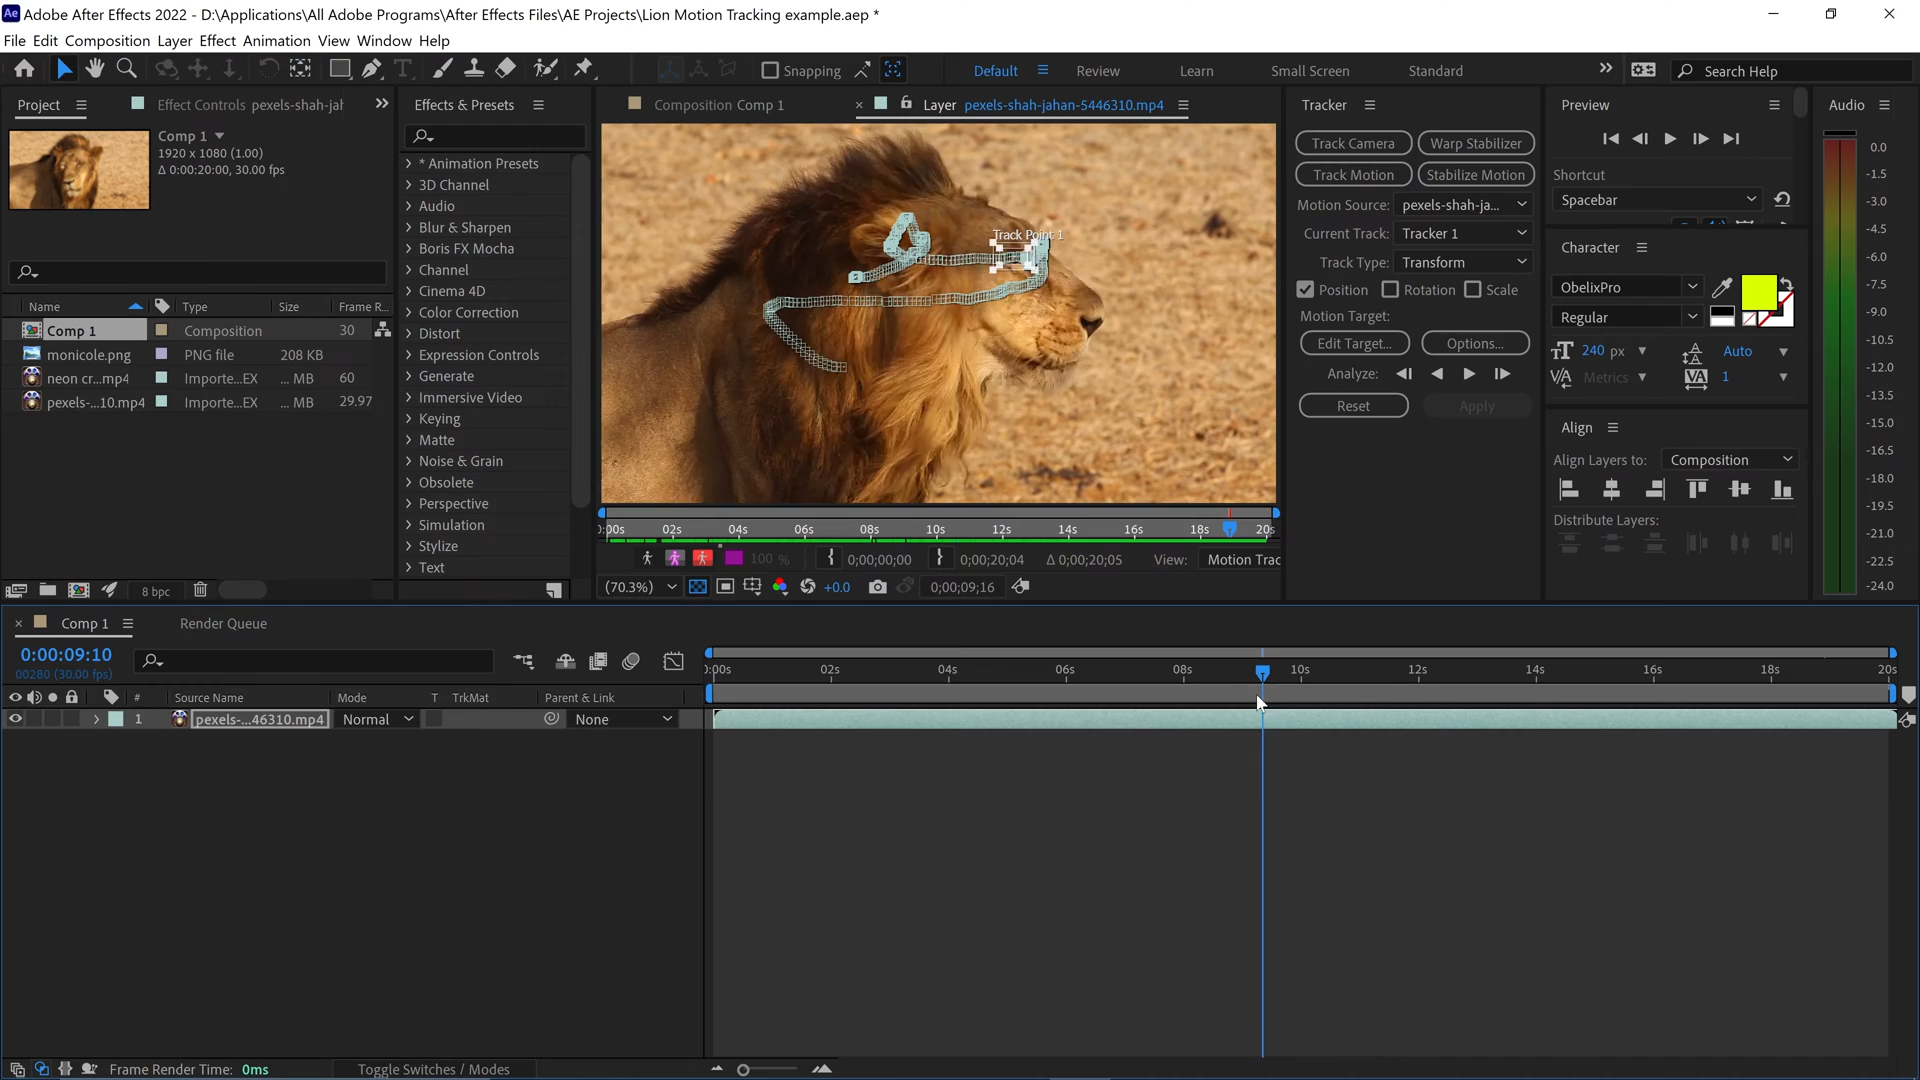 Ae Adobe After Effects 2022 - D:\Applications\All Adobe Programs\After Effects Files\AE Projects\Lion Motion Tracking example.aep *
File Edit Composition Layer Effect Animation View Window Help
Snapping Default Review Learn Small Screen Standard Search Help
Project
Effect Controls pexels-shah-jah
Comp 1
1920 x 1080 (1.00)
Δ 0:00:20:00, 30.00 fps
Name # Type Size Frame R...
Comp 1 Composition 30
monicole.png PNG file 208 KB
neon cr...mp4 Importe...EX ... MB 60
pexels-...10.mp4 Importe...EX ... MB 29.97
8 bpc
Effects & Presets
* Animation Presets
3D Channel
Audio
Blur & Sharpen
Boris FX Mocha
Channel
Cinema 4D
Color Correction
Distort
Expression Controls
Generate
Immersive Video
Keying
Matte
Noise & Grain
Obsolete
Perspective
Simulation
Stylize
Text
Composition Comp 1
Layer pexels-shah-jahan-5446310.mp4
Track Point 1
):00s 02s 04s 06s 08s 10s 12s 14s 16s 18s 20s
100 % 0;00;00;00 0;00;20;04 Δ 0;00;20;05 View: Motion Trac
(70.3%) +0.0 0;00;09;16
Tracker
Track Camera Warp Stabilizer
Track Motion Stabilize Motion
Motion Source: pexels-shah-ja...
Current Track: Tracker 1
Track Type: Transform
Position Rotation Scale
Motion Target:
Edit Target... Options...
Analyze:
Reset Apply
Preview
Shortcut
Spacebar
Character
ObelixPro
Regular
240 px Auto
Metrics 1
Align
Align Layers to: Composition
Distribute Layers:
Audio
0.0
-1.5
-3.0
-4.5
-6.0
-7.5
-9.0
-10.5
-12.0
-13.5
-15.0
-16.5
-18.0
-19.5
-21.0
-22.5
-24.0
Comp 1 Render Queue
0:00:09:10
00280 (30.00 fps)
):00s 02s 04s 06s 08s 10s 12s 14s 16s 18s 20s
# Source Name Mode T TrkMat Parent & Link
1 pexels-...46310.mp4 Normal None
Frame Render Time: 0ms Toggle Switches / Modes